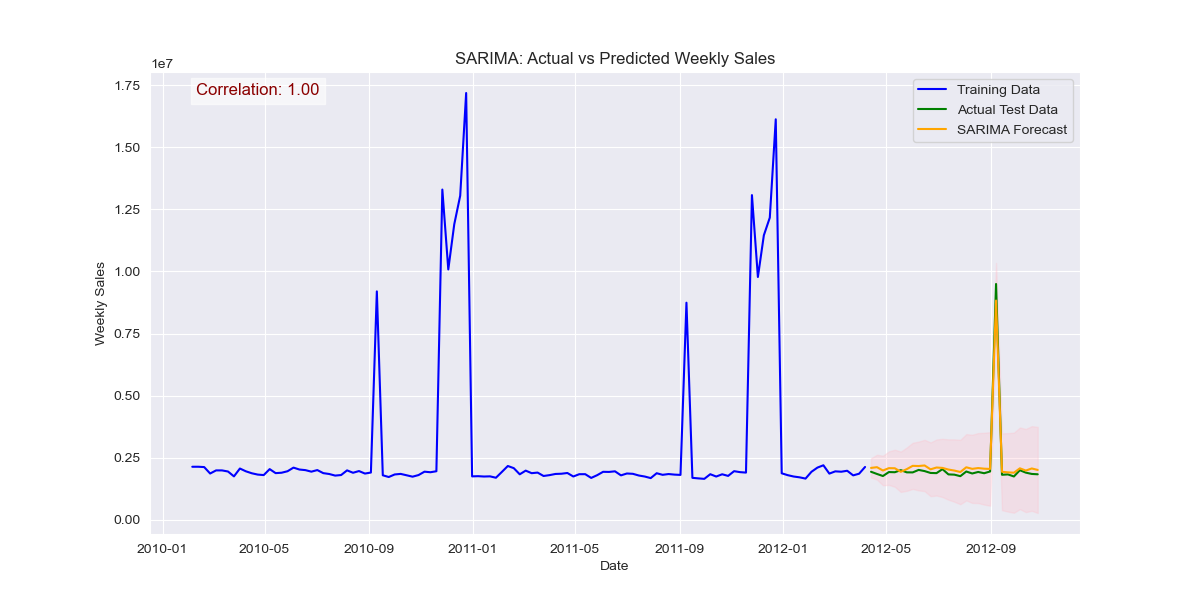 SARIMA: Actual vs Predicted Weekly Sales
1e7
Correlation: 1.00
Training Data
Actual Test Data
SARIMA Forecast
1.75
1.50
1.25
1.00
0.75
0.50
0.25
0.00
Weekly Sales
2010-01
2010-05
2010-09
2011-01
2011-05
2011-09
2012-01
2012-05
2012-09
Date